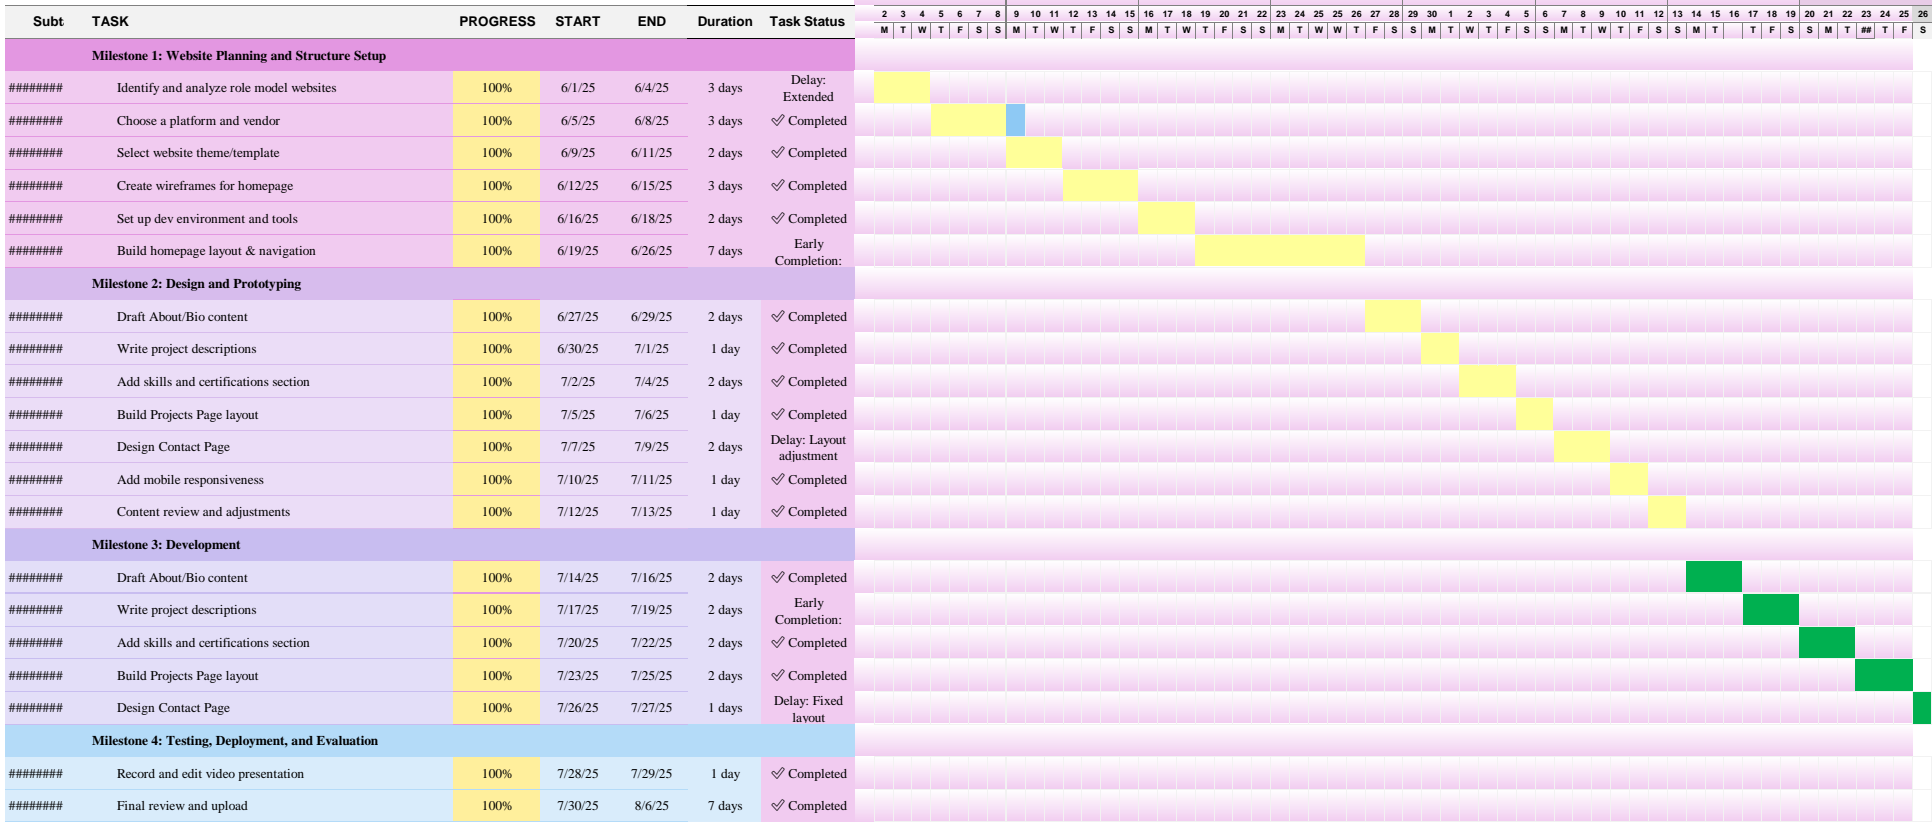 Subt TASK PROGRESS START END Duration Task Status 2 3 4 5 6 7 8 9 10 11 12 13 14 15 16 17 18 19 20 21 22 23 24 25 25 26 27 28 29 30 1 2 3 4 5 6 7 8 9 10 11 12 13 14 15 16 17 18 19 20 21 22 23 24 25 26
M T W T F S S M T W T F S S M T W T F S S M T W W T F S S M T W T F S S M T W T F S S M T T F S S M T ## T F S
Milestone 1: Website Planning and Structure Setup
######## Identify and analyze role model websites 100% 6/1/25 6/4/25 3 days Delay: Extended
######## Choose a platform and vendor 100% 6/5/25 6/8/25 3 days ✅ Completed
######## Select website theme/template 100% 6/9/25 6/11/25 2 days ✅ Completed
######## Create wireframes for homepage 100% 6/12/25 6/15/25 3 days ✅ Completed
######## Set up dev environment and tools 100% 6/16/25 6/18/25 2 days ✅ Completed
######## Build homepage layout & navigation 100% 6/19/25 6/26/25 7 days Early Completion:
Milestone 2: Design and Prototyping
######## Draft About/Bio content 100% 6/27/25 6/29/25 2 days ✅ Completed
######## Write project descriptions 100% 6/30/25 7/1/25 1 day ✅ Completed
######## Add skills and certifications section 100% 7/2/25 7/4/25 2 days ✅ Completed
######## Build Projects Page layout 100% 7/5/25 7/6/25 1 day ✅ Completed
######## Design Contact Page 100% 7/7/25 7/9/25 2 days Delay: Layout adjustment
######## Add mobile responsiveness 100% 7/10/25 7/11/25 1 day ✅ Completed
######## Content review and adjustments 100% 7/12/25 7/13/25 1 day ✅ Completed
Milestone 3: Development
######## Draft About/Bio content 100% 7/14/25 7/16/25 2 days ✅ Completed
######## Write project descriptions 100% 7/17/25 7/19/25 2 days Early Completion:
######## Add skills and certifications section 100% 7/20/25 7/22/25 2 days ✅ Completed
######## Build Projects Page layout 100% 7/23/25 7/25/25 2 days ✅ Completed
######## Design Contact Page 100% 7/26/25 7/27/25 1 days Delay: Fixed layout
Milestone 4: Testing, Deployment, and Evaluation
######## Record and edit video presentation 100% 7/28/25 7/29/25 1 day ✅ Completed
######## Final review and upload 100% 7/30/25 8/6/25 7 days ✅ Completed